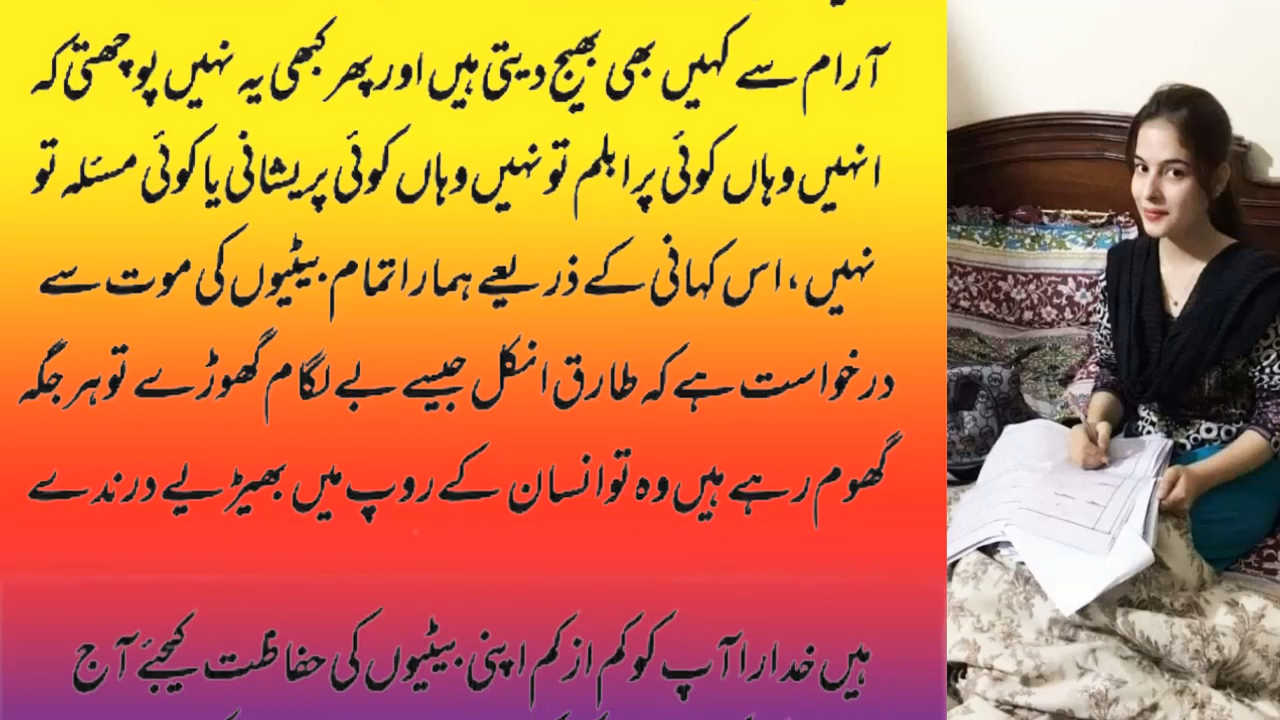 آرام سے کہیں بھی بھیج دیتی ہیں اور پھر کبھی یہ نہیں پوچھتی کہ
انہیں وہاں کوئی پرابلم تو نہیں وہاں کوئی پریشانی یا کوئی مسئلہ تو
نہیں ، اس کہانی کے ذریعے ہمارا تمام بیٹیوں کی موت سے
درخواست ہے کہ طارق انکل جیسے بے لگام گھوڑے تو ہر جگہ
گھوم رہے ہیں وہ تو انسان کے روپ میں بھیڑیے درندے
ہیں خدارا آپ کو کم از کم اپنی بیٹیوں کی حفاظت کیجئے آج